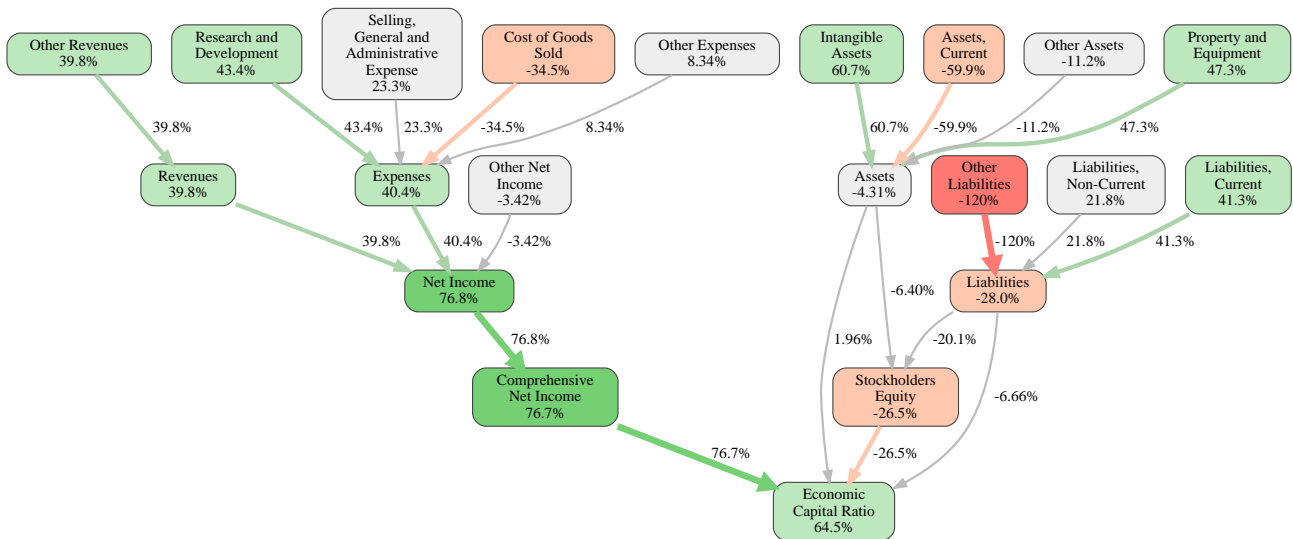 Other Revenues
39.8%
Research and
Development
43.4%
Selling,
General and
Administrative
Expense
23.3%
Cost of Goods
Sold
-34.5%
Other Expenses
8.34%
Intangible
Assets
60.7%
Assets,
Current
-59.9%
Other Assets
-11.2%
Property and
Equipment
47.3%
39.8%
43.4%
23.3%
-34.5%
8.34%
60.7%
-59.9%
-11.2%
47.3%
Revenues
39.8%
Expenses
40.4%
Other Net
Income
-3.42%
Assets
-4.31%
Other
Liabilities
-120%
Liabilities,
Non-Current
21.8%
Liabilities,
Current
41.3%
39.8%
40.4%
-3.42%
-120%
21.8%
41.3%
Net Income
76.8%
-6.40%
Liabilities
-28.0%
76.8%
1.96%
-20.1%
Comprehensive
Net Income
76.7%
Stockholders
Equity
-26.5%
-6.66%
76.7%
-26.5%
Economic
Capital Ratio
64.5%